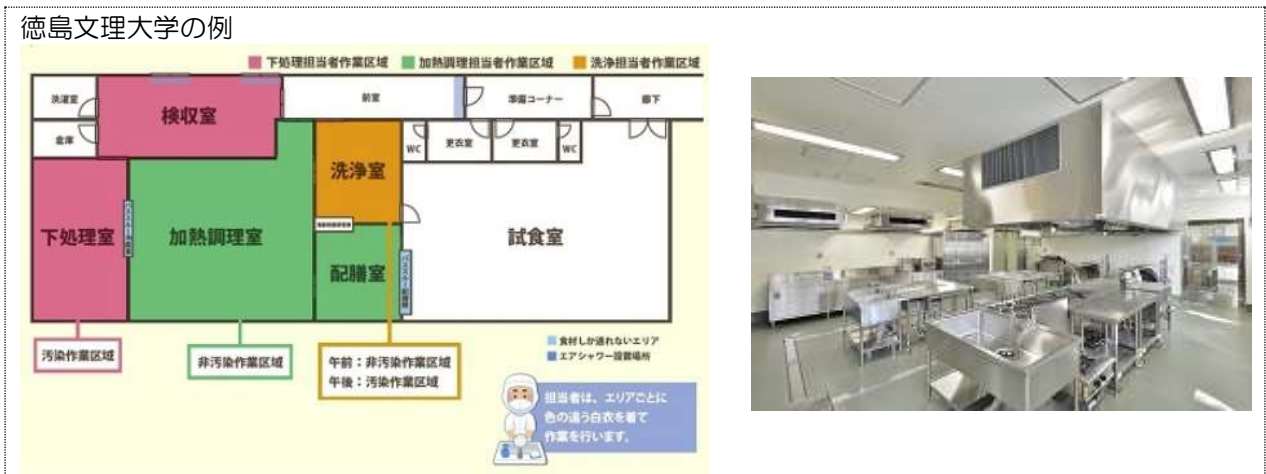 徳島文理大学の例
下処理担当者作業区域 加熱調理担当者作業区域 洗浄担当者作業区域
洗濯室
検収室
前室
準備コーナー
廊下
倉庫
WC
更衣室
更衣室
WC
洗浄室
下処理室
パススルー冷蔵庫
加熱調理室
配膳室
試食室
汚染作業区域
非汚染作業区域
午前：非汚染作業区域
午後：汚染作業区域
食材しか通れないエリア
エアシャワー設置場所
担当者は、エリアごとに
色の違う白衣を着て
作業を行います。